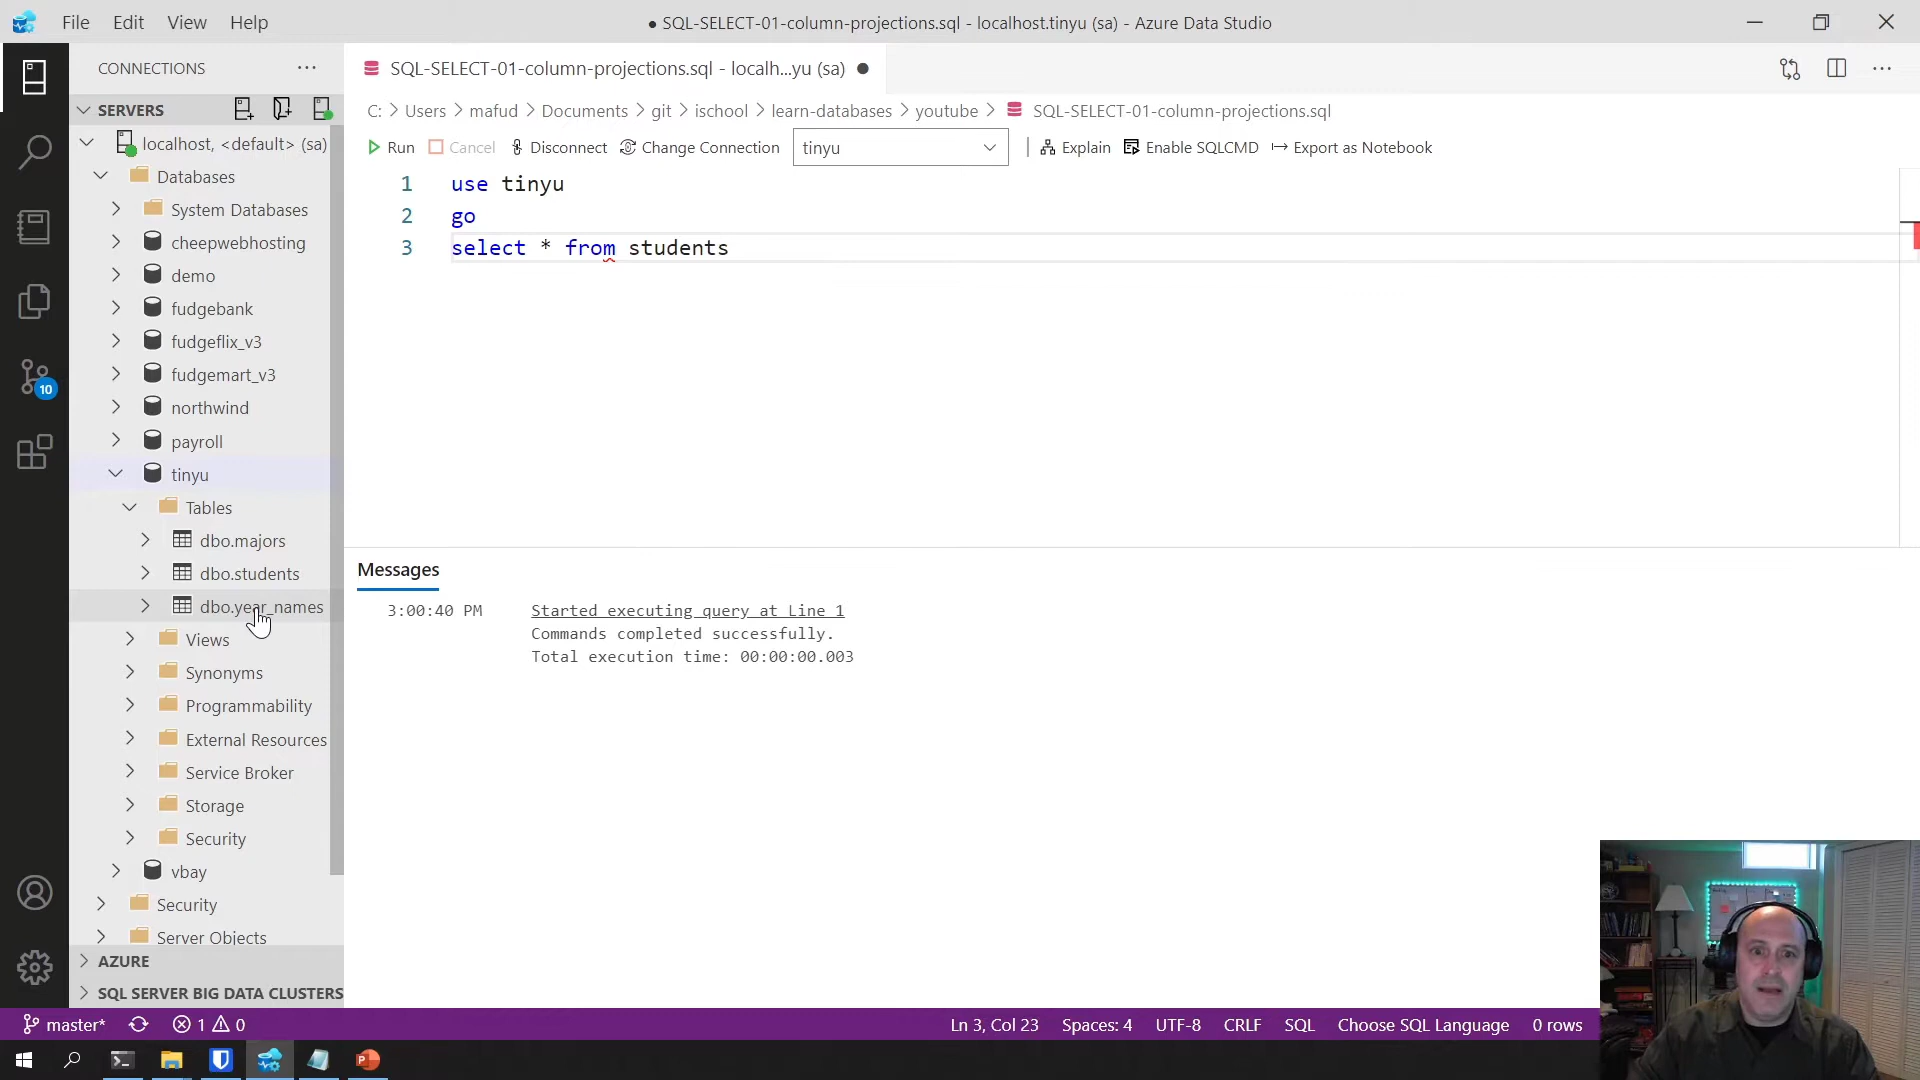 File Edit View Help
● SQL-SELECT-01-column-projections.sql - localhost.tinyu (sa) - Azure Data Studio
CONNECTIONS
SERVERS
localhost, <default> (sa)
Databases
System Databases
cheepwebhosting
demo
fudgebank
fudgeflix_v3
fudgemart_v3
northwind
payroll
tinyu
Tables
dbo.majors
dbo.students
dbo.year_names
Views
Synonyms
Programmability
External Resources
Service Broker
Storage
Security
vbay
Security
Server Objects
AZURE
SQL SERVER BIG DATA CLUSTERS
10
SQL-SELECT-01-column-projections.sql - localh...yu (sa) ●
C: > Users > mafud > Documents > git > ischool > learn-databases > youtube > SQL-SELECT-01-column-projections.sql
Run Cancel Disconnect Change Connection tinyu Explain Enable SQLCMD Export as Notebook
1 use tinyu
2 go
3 select * from students
Messages
3:00:40 PM Started executing query at Line 1
Commands completed successfully.
Total execution time: 00:00:00.003
master* 1 0 Ln 3, Col 23 Spaces: 4 UTF-8 CRLF SQL Choose SQL Language 0 rows